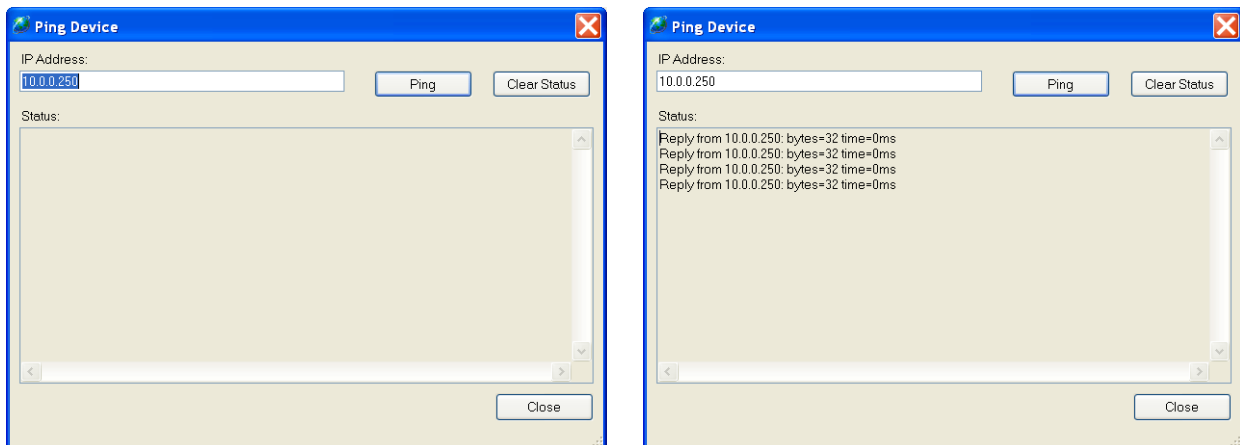 Ping Device
IP Address:
10.0.0.250
Ping
Clear Status
Status:
Close
Ping Device
IP Address:
10.0.0.250
Ping
Clear Status
Status:
Reply from 10.0.0.250: bytes=32 time=0ms
Reply from 10.0.0.250: bytes=32 time=0ms
Reply from 10.0.0.250: bytes=32 time=0ms
Reply from 10.0.0.250: bytes=32 time=0ms
Close